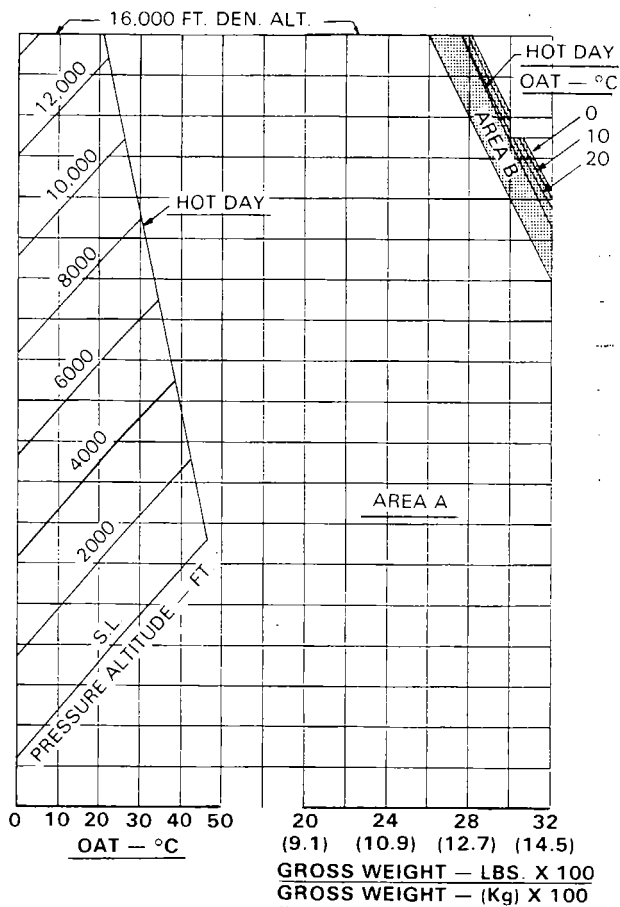 16.000 FT. DEN. ALT.
HOT DAY
OAT — °C
0
10
20
AREA B
12.000
10.000
HOT DAY
8000
6000
4000
AREA A
2000
S.L
PRESSURE ALTITUDE — FT
0 10 20 30 40 50 20 24 28 32
(9.1) (10.9) (12.7) (14.5)
OAT — °C
GROSS WEIGHT — LBS. X 100
GROSS WEIGHT — (Kg) X 100